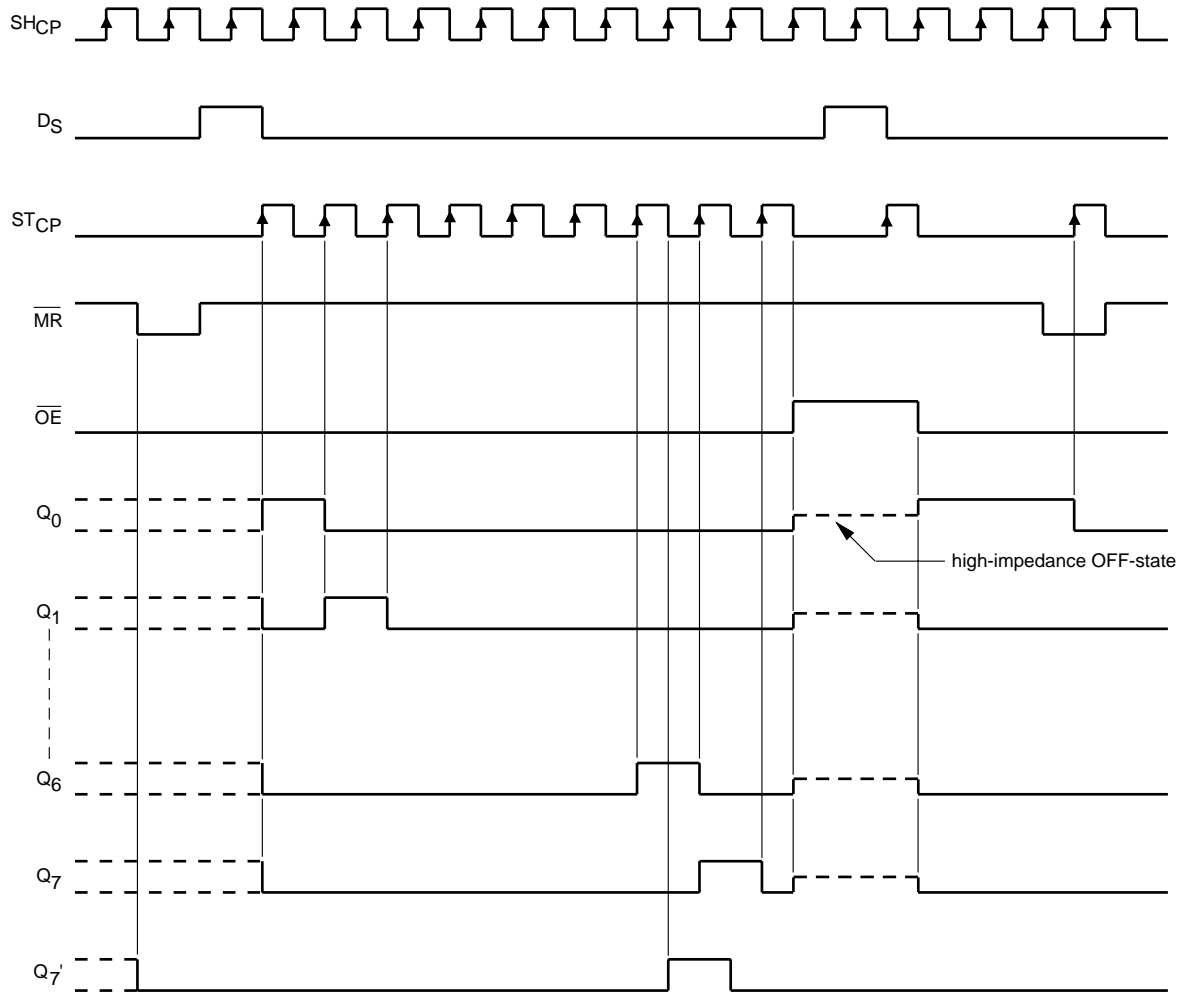 SHCP
DS
STCP
MR
OE
Q0
high-impedance OFF-state
Q1
Q6
Q7
Q7'